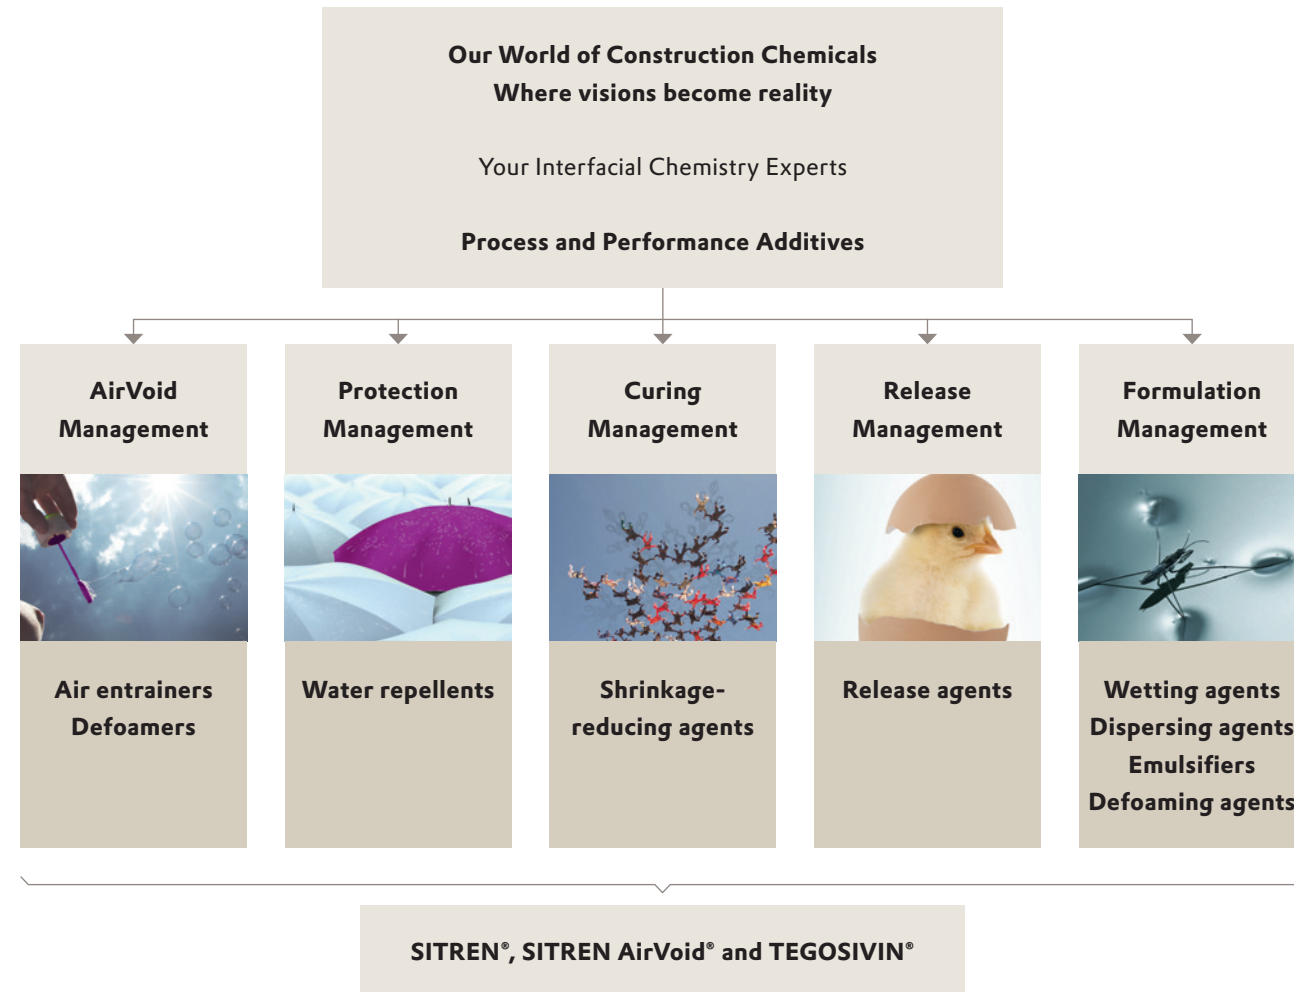 Our World of Construction Chemicals
Where visions become reality
Your Interfacial Chemistry Experts
Process and Performance Additives
AirVoid
Management
Protection
Management
Curing
Management
Release
Management
Formulation
Management
Air entrainers
Defoamers
Water repellents
Shrinkage-
reducing agents
Release agents
Wetting agents
Dispersing agents
Emulsifiers
Defoaming agents
SITREN®, SITREN AirVoid® and TEGOSIVIN®